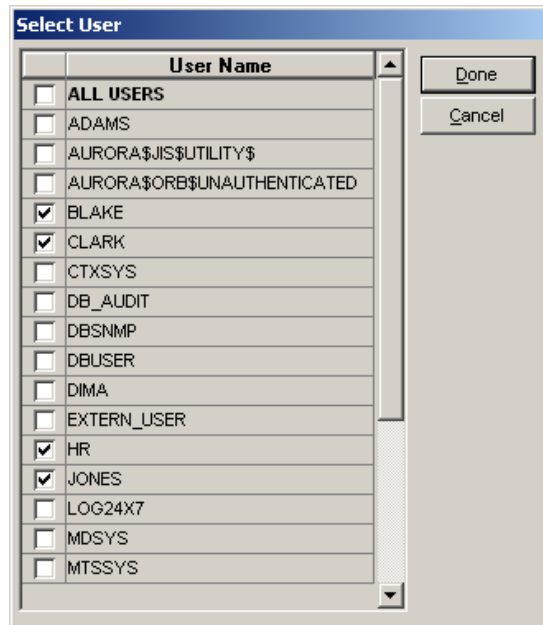 Select User
User Name
Done
Cancel
ALL USERS
ADAMS
AURORA$JIS$UTILITY$
AURORA$ORB$UNAUTHENTICATED
BLAKE
CLARK
CTXSYS
DB_AUDIT
DBSNMP
DBUSER
DIMA
EXTERN_USER
HR
JONES
LOG24X7
MDSYS
MTSSYS